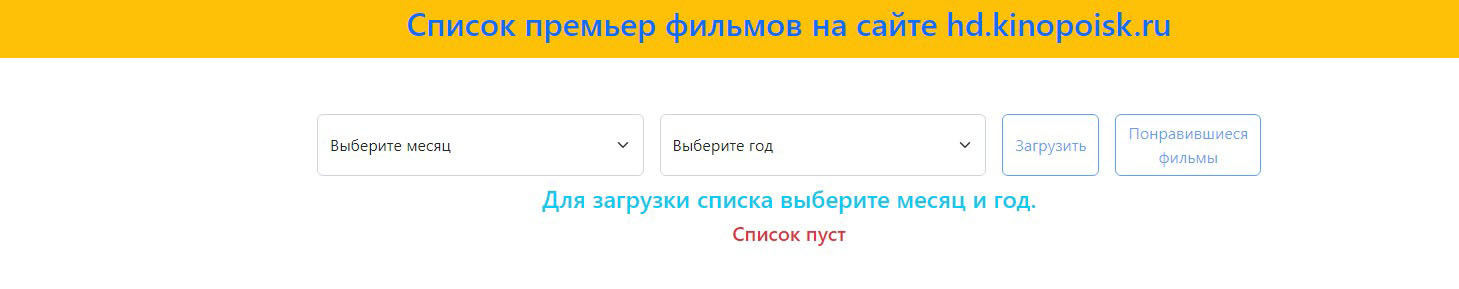 Список премьер фильмов на сайте hd.kinopoisk.ru
Выберите месяц
Выберите год
Загрузить
Понравившиеся
фильмы
Для загрузки списка выберите месяц и год.
Список пуст